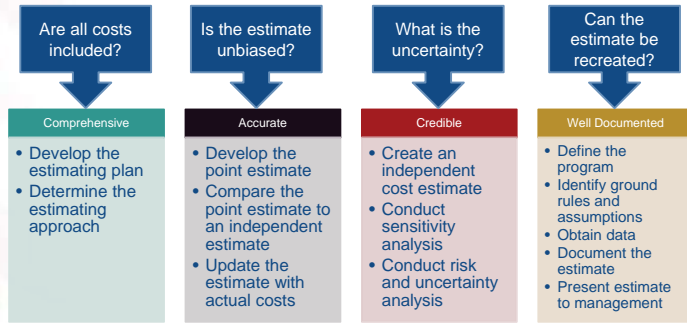 Are all costs
included?
Is the estimate
unbiased?
What is the
uncertainty?
Can the
estimate be
recreated?
Comprehensive
• Develop the
estimating plan
• Determine the
estimating
approach
Accurate
• Develop the
point estimate
• Compare the
point estimate to
an independent
estimate
• Update the
estimate with
actual costs
Credible
• Create an
independent
cost estimate
• Conduct
sensitivity
analysis
• Conduct risk
and uncertainty
analysis
Well Documented
• Define the
program
• Identify ground
rules and
assumptions
• Obtain data
• Document the
estimate
• Present estimate
to management